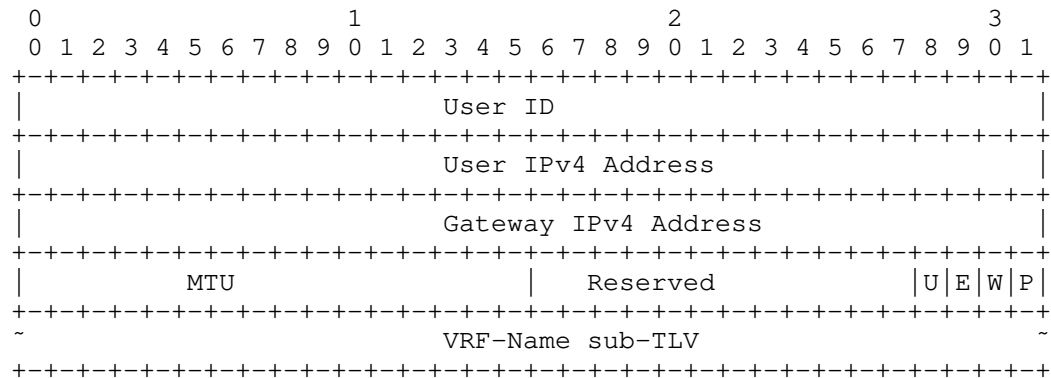 0                   1                   2                   3
 0 1 2 3 4 5 6 7 8 9 0 1 2 3 4 5 6 7 8 9 0 1 2 3 4 5 6 7 8 9 0 1
+-+-+-+-+-+-+-+-+-+-+-+-+-+-+-+-+-+-+-+-+-+-+-+-+-+-+-+-+-+-+-+-+
|                          User ID                              |
+-+-+-+-+-+-+-+-+-+-+-+-+-+-+-+-+-+-+-+-+-+-+-+-+-+-+-+-+-+-+-+-+
|                          User IPv4 Address                    |
+-+-+-+-+-+-+-+-+-+-+-+-+-+-+-+-+-+-+-+-+-+-+-+-+-+-+-+-+-+-+-+-+
|                          Gateway IPv4 Address                 |
+-+-+-+-+-+-+-+-+-+-+-+-+-+-+-+-+-+-+-+-+-+-+-+-+-+-+-+-+-+-+-+-+
|          MTU                  |   Reserved            |U|E|W|P|
+-+-+-+-+-+-+-+-+-+-+-+-+-+-+-+-+-+-+-+-+-+-+-+-+-+-+-+-+-+-+-+-+
~                          VRF-Name sub-TLV                     ~
+-+-+-+-+-+-+-+-+-+-+-+-+-+-+-+-+-+-+-+-+-+-+-+-+-+-+-+-+-+-+-+-+